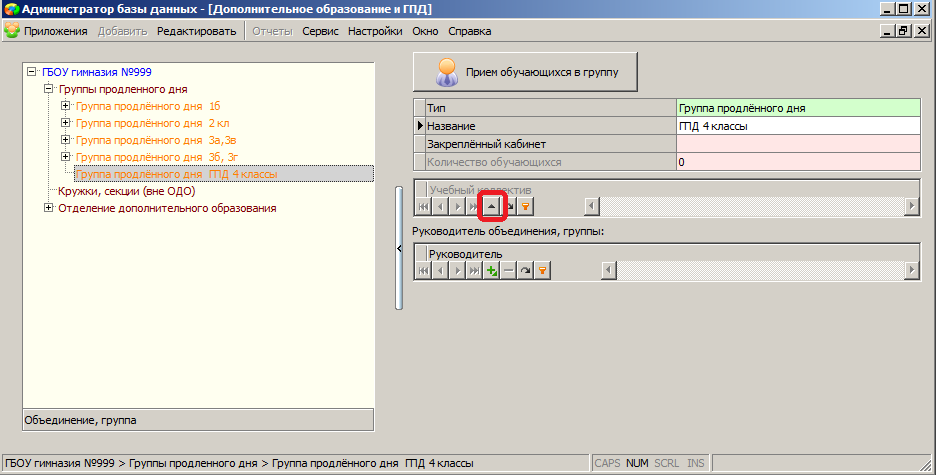 Администратор базы данных - [Дополнительное образование и ГПД]
Приложения Добавить Редактировать Отчеты Сервис Настройки Окно Справка
ГБОУ гимназия №999
Группы продленного дня
Группа продлённого дня 1б
Группа продлённого дня 2 кл
Группа продлённого дня 3а,3в
Группа продлённого дня 3б, 3г
Группа продлённого дня ГПД 4 классы
Кружки, секции (вне ОДО)
Отделение дополнительного образования
Объединение, группа
Прием обучающихся в группу
Тип Группа продлённого дня
Название ГПД 4 классы
Закреплённый кабинет
Количество обучающихся 0
Учебный коллектив
Руководитель объединения, группы:
Руководитель
ГБОУ гимназия №999 > Группы продленного дня > Группа продлённого дня ГПД 4 классы
CAPS NUM SCRL INS